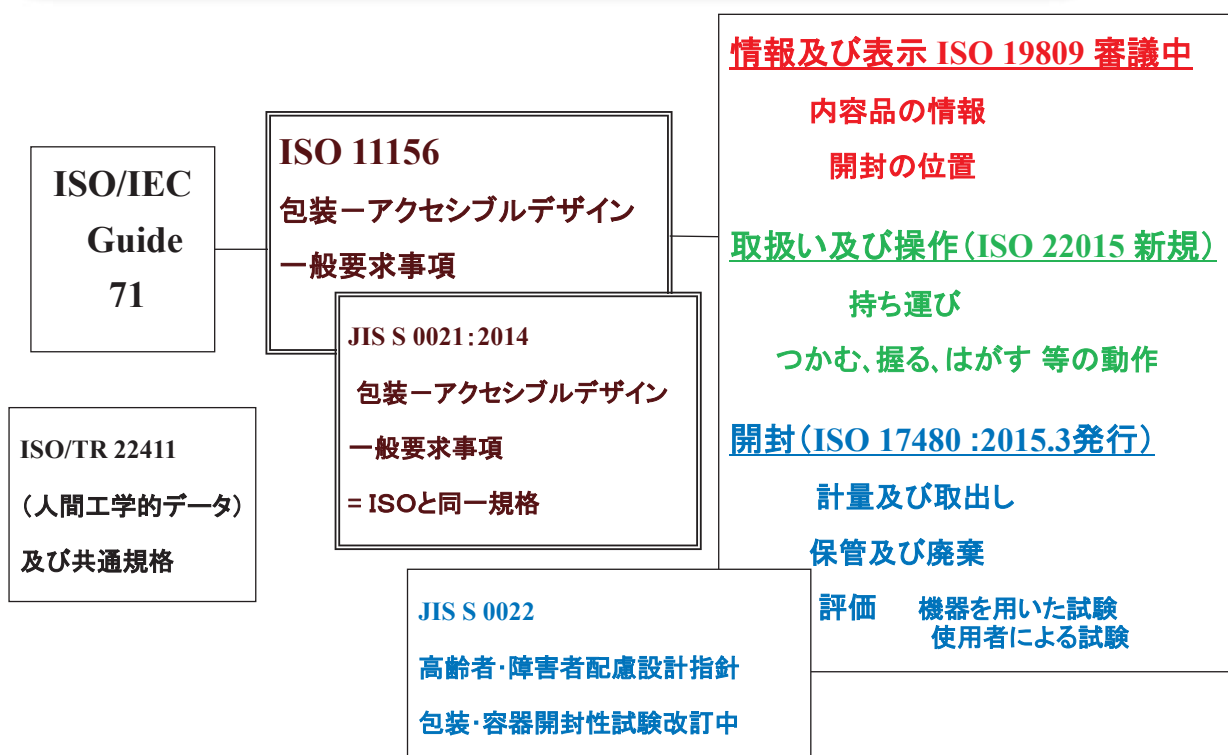 ISO/IEC
Guide
71
ISO 11156
包装－アクセシブルデザイン
一般要求事項
JIS S 0021:2014
包装－アクセシブルデザイン
一般要求事項
= ISOと同一規格
ISO/TR 22411
（人間工学的データ）
及び共通規格
JIS S 0022
高齢者・障害者配慮設計指針
包装・容器開封性試験改訂中
情報及び表示 ISO 19809 審議中
内容品の情報
開封の位置
取扱い及び操作（ISO 22015 新規）
持ち運び
つかむ、握る、はがす 等の動作
開封（ISO 17480 :2015.3発行）
計量及び取出し
保管及び廃棄
評価 機器を用いた試験
使用者による試験